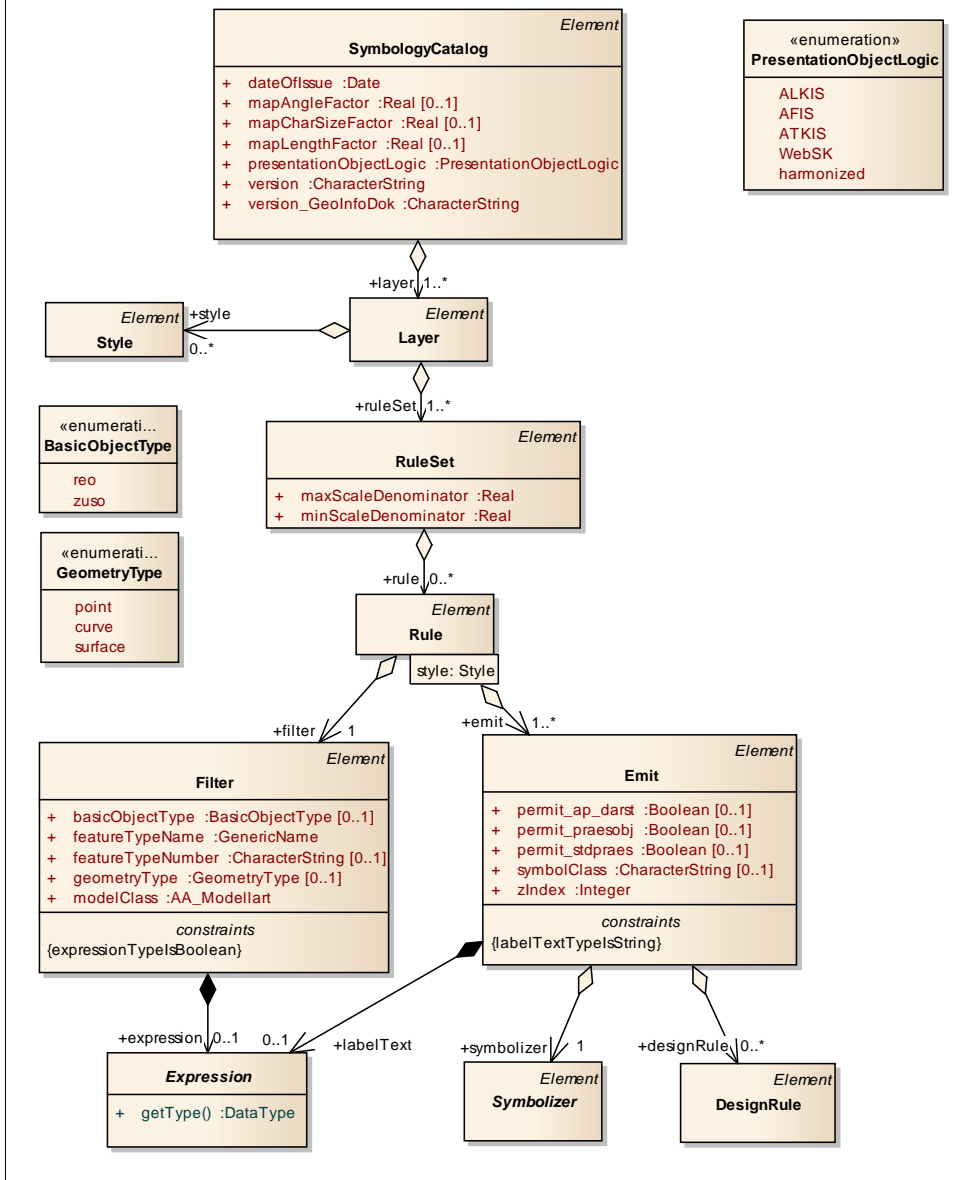 Element
SymbologyCatalog
+ dateOfIssue :Date
+ mapAngleFactor :Real [0..1]
+ mapCharSizeFactor :Real [0..1]
+ mapLengthFactor :Real [0..1]
+ presentationObjectLogic :PresentationObjectLogic
+ version :CharacterString
+ version_GeoInfoDok :CharacterString
«enumeration»
PresentationObjectLogic
ALKIS
AFIS
ATKIS
WebSK
harmonized
+layer 1..*
Element
Style
+style
0..*
Element
Layer
+ruleSet 1..*
«enumerati...
BasicObjectType
reo
zuso
Element
RuleSet
+ maxScaleDenominator :Real
+ minScaleDenominator :Real
«enumerati...
GeometryType
point
curve
surface
+rule 0..*
Element
Rule
style: Style
+filter 1
+emit 1..*
Element
Filter
+ basicObjectType :BasicObjectType [0..1]
+ featureTypeName :GenericName
+ featureTypeNumber :CharacterString [0..1]
+ geometryType :GeometryType [0..1]
+ modelClass :AA_Modellart
constraints
{expressionTypeIsBoolean}
Element
Emit
+ permit_ap_darst :Boolean [0..1]
+ permit_praesobj :Boolean [0..1]
+ permit_stdpraes :Boolean [0..1]
+ symbolClass :CharacterString [0..1]
+ zIndex :Integer
constraints
{labelTextTypeIsString}
+expression 0..1
0..1 +labelText
+symbolizer 1
+designRule 0..*
Expression
+ getType() :DataType
Element
Symbolizer
Element
DesignRule